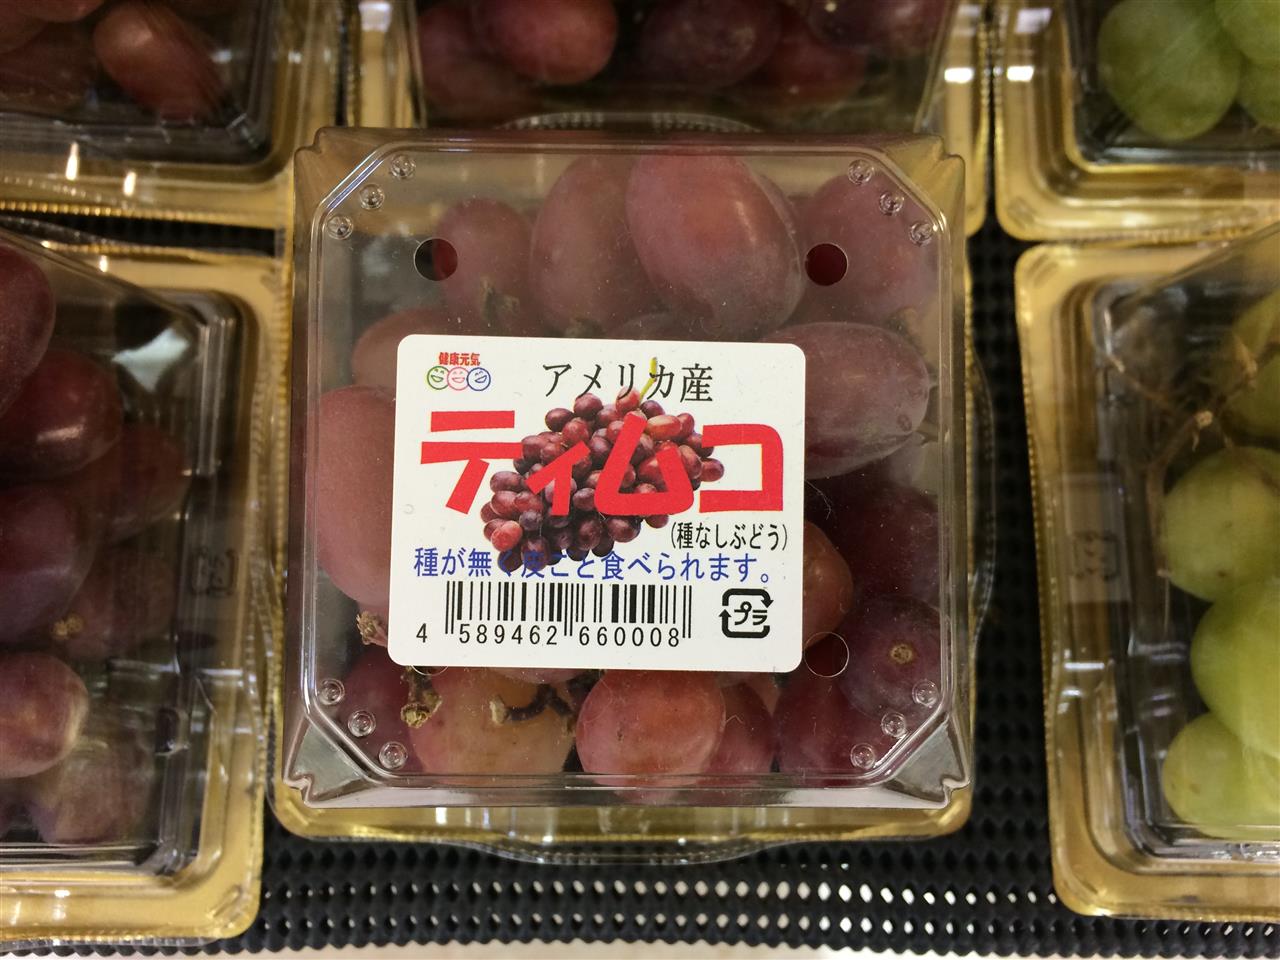 健康元気
アメリカ産
ティムコ
(種なしぶどう)
種が無く皮ごと食べられます。
4 589462 660008
プラ